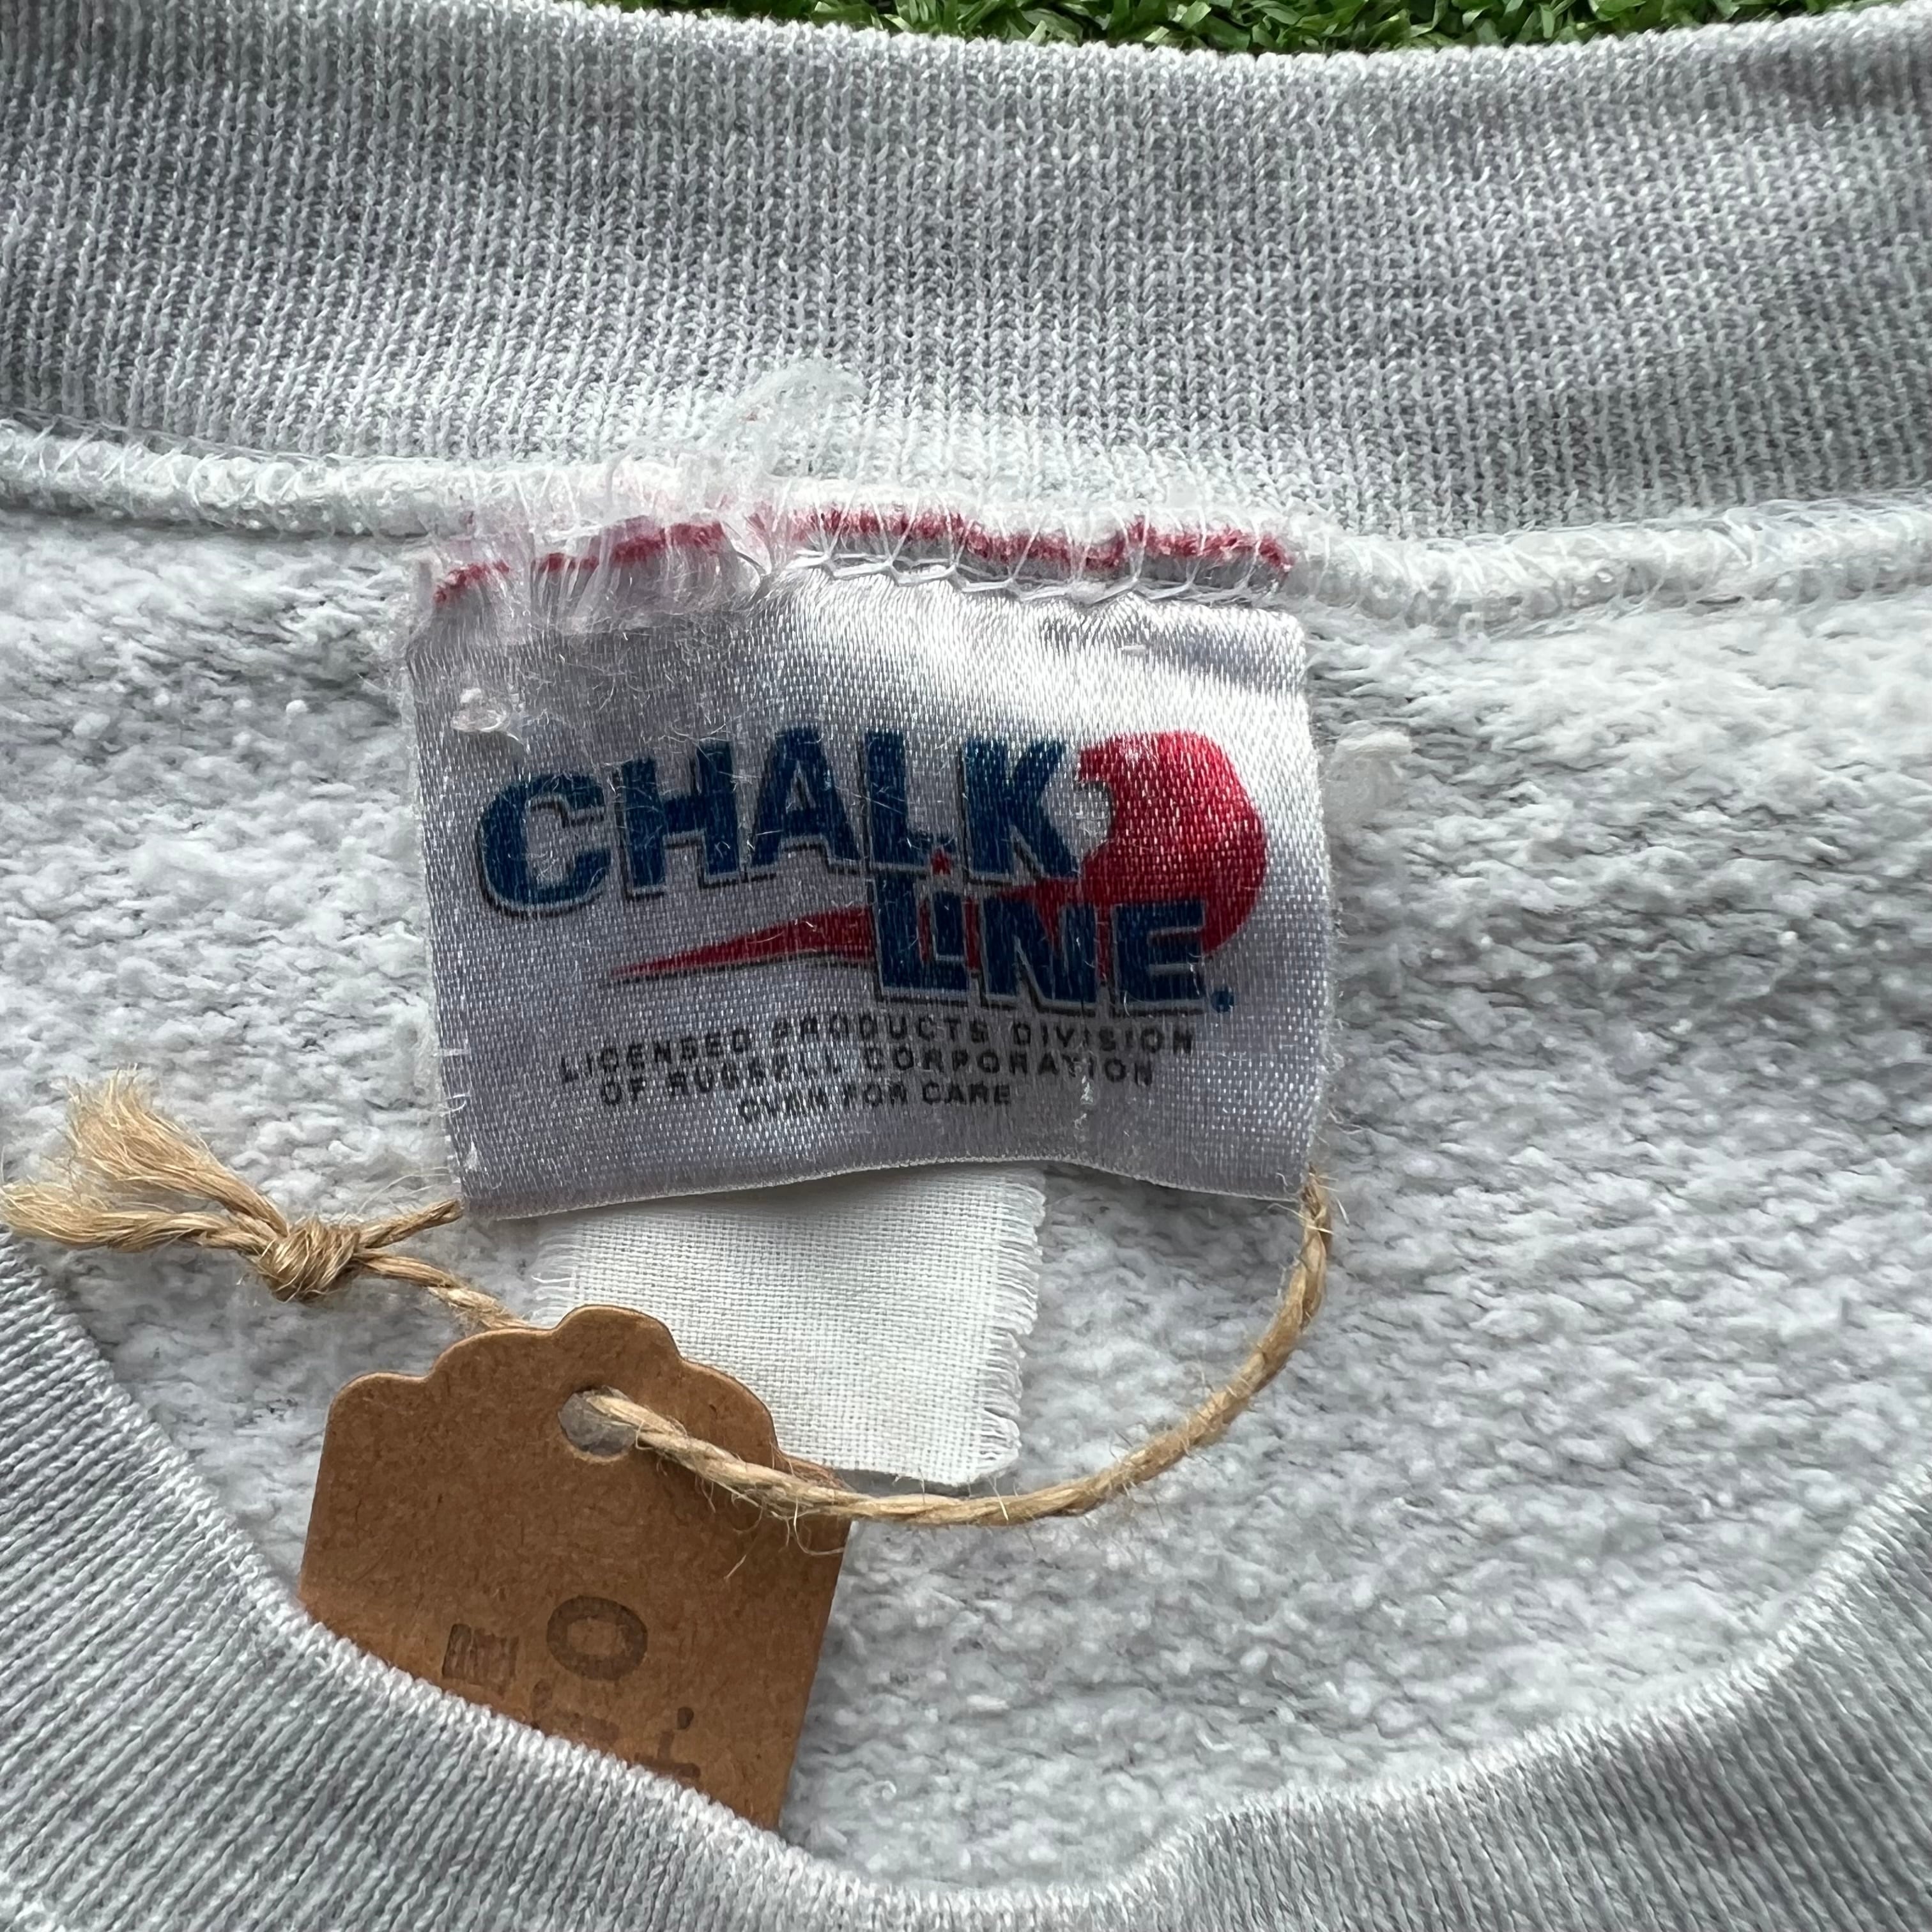 CHALK
LINE.
LICENSED PRODUCTS DIVISION
OF RUSSELL CORPORATION
OVER FOR CARE